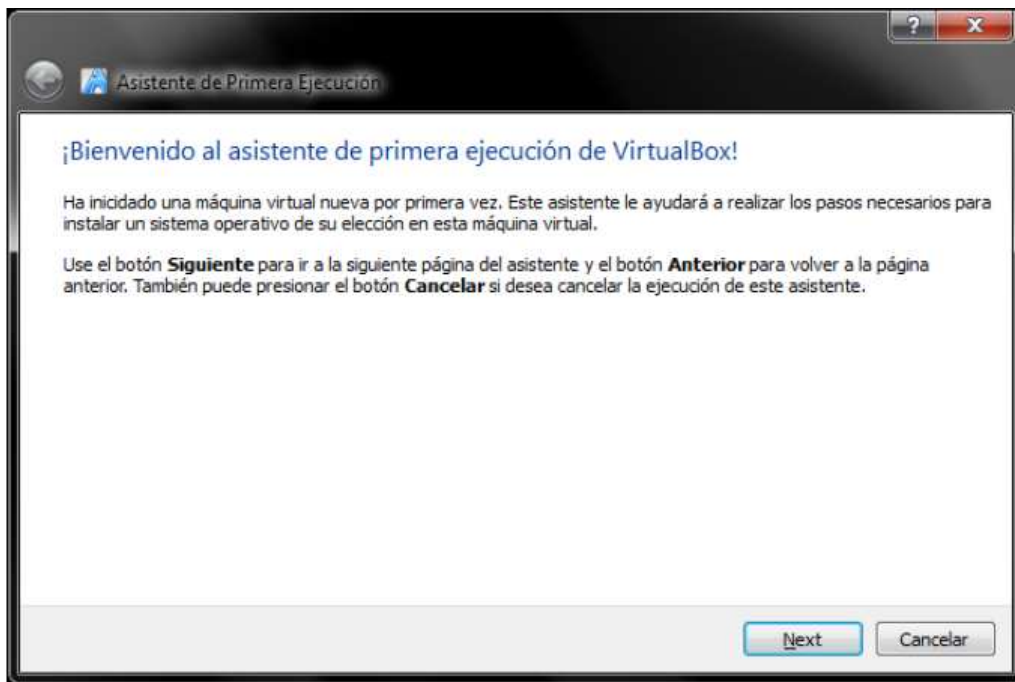 Asistente de Primera Ejecución
¡Bienvenido al asistente de primera ejecución de VirtualBox!
Ha inicidado una máquina virtual nueva por primera vez. Este asistente le ayudará a realizar los pasos necesarios para
instalar un sistema operativo de su elección en esta máquina virtual.
Use el botón Siguiente para ir a la siguiente página del asistente y el botón Anterior para volver a la página
anterior. También puede presionar el botón Cancelar si desea cancelar la ejecución de este asistente.
Next Cancelar